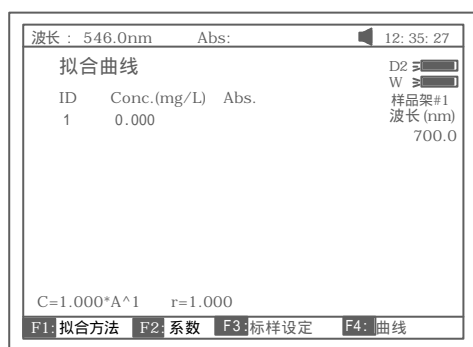 波长： 546.0nm Abs: 12: 35: 27
拟合曲线
D2
W
ID Conc.(mg/L) Abs.
样品架#1
1 0.000
波长 (nm)
700.0
C=1.000*A^1 r=1.000
F1: 拟合方法 F2: 系数 F3: 标样设定 F4: 曲线